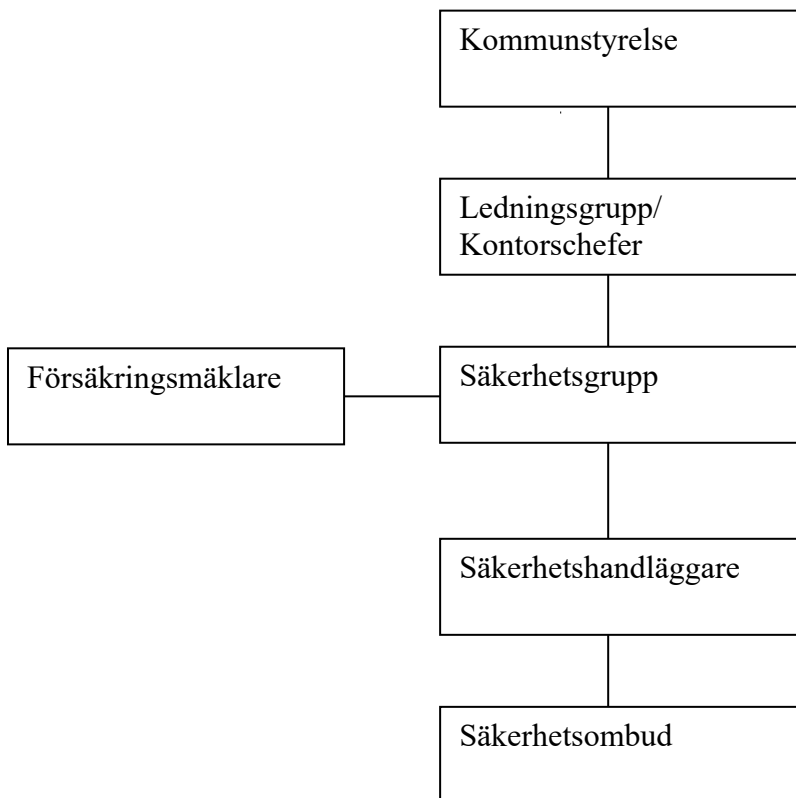 Kommunstyrelse
Ledningsgrupp/
Kontorschefer
Försäkringsmäklare
Säkerhetsgrupp
Säkerhetshandläggare
Säkerhetsombud